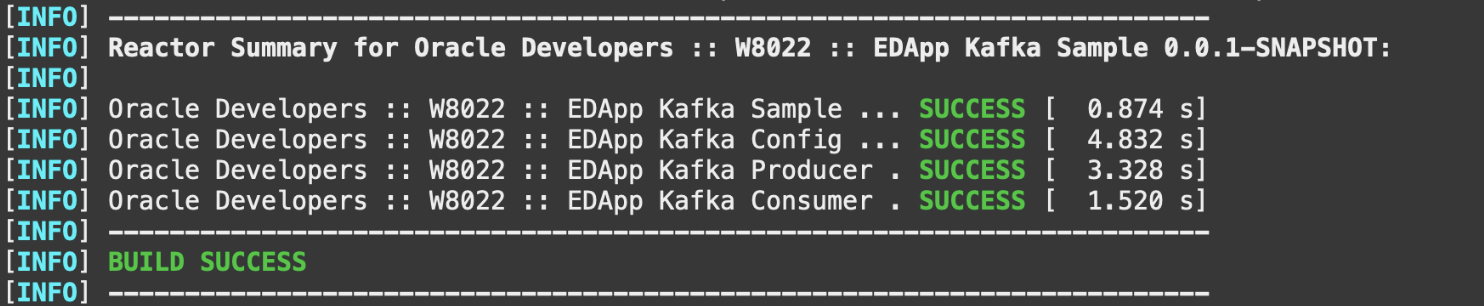 [INFO] ------------------------------------------------------------------------
[INFO] Reactor Summary for Oracle Developers :: W8022 :: EDApp Kafka Sample 0.0.1-SNAPSHOT:
[INFO]
[INFO] Oracle Developers :: W8022 :: EDApp Kafka Sample ... SUCCESS [  0.874 s]
[INFO] Oracle Developers :: W8022 :: EDApp Kafka Config ... SUCCESS [  4.832 s]
[INFO] Oracle Developers :: W8022 :: EDApp Kafka Producer . SUCCESS [  3.328 s]
[INFO] Oracle Developers :: W8022 :: EDApp Kafka Consumer . SUCCESS [  1.520 s]
[INFO] ------------------------------------------------------------------------
[INFO] BUILD SUCCESS
[INFO] ------------------------------------------------------------------------